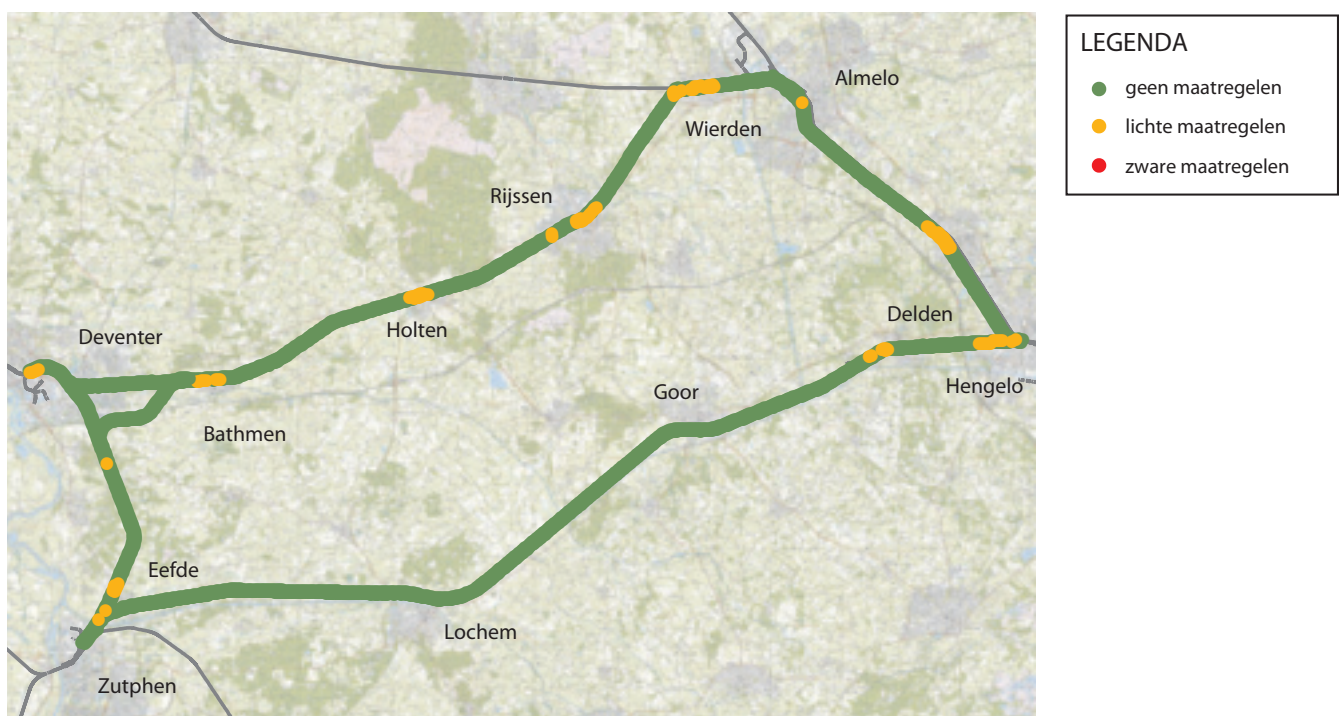 LEGENDA
geen maatregelen
lichte maatregelen
zware maatregelen
Almelo
Wierden
Rijssen
Delden
Holten
Deventer
Hengelo
Goor
Bathmen
Eefde
Lochem
Zutphen